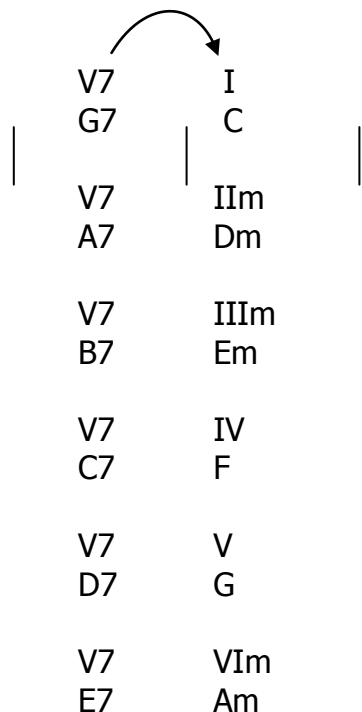 V7 I
G7 C
V7 IIm
A7 Dm
V7 IIIm
B7 Em
V7 IV
C7 F
V7 V
D7 G
V7 VIm
E7 Am